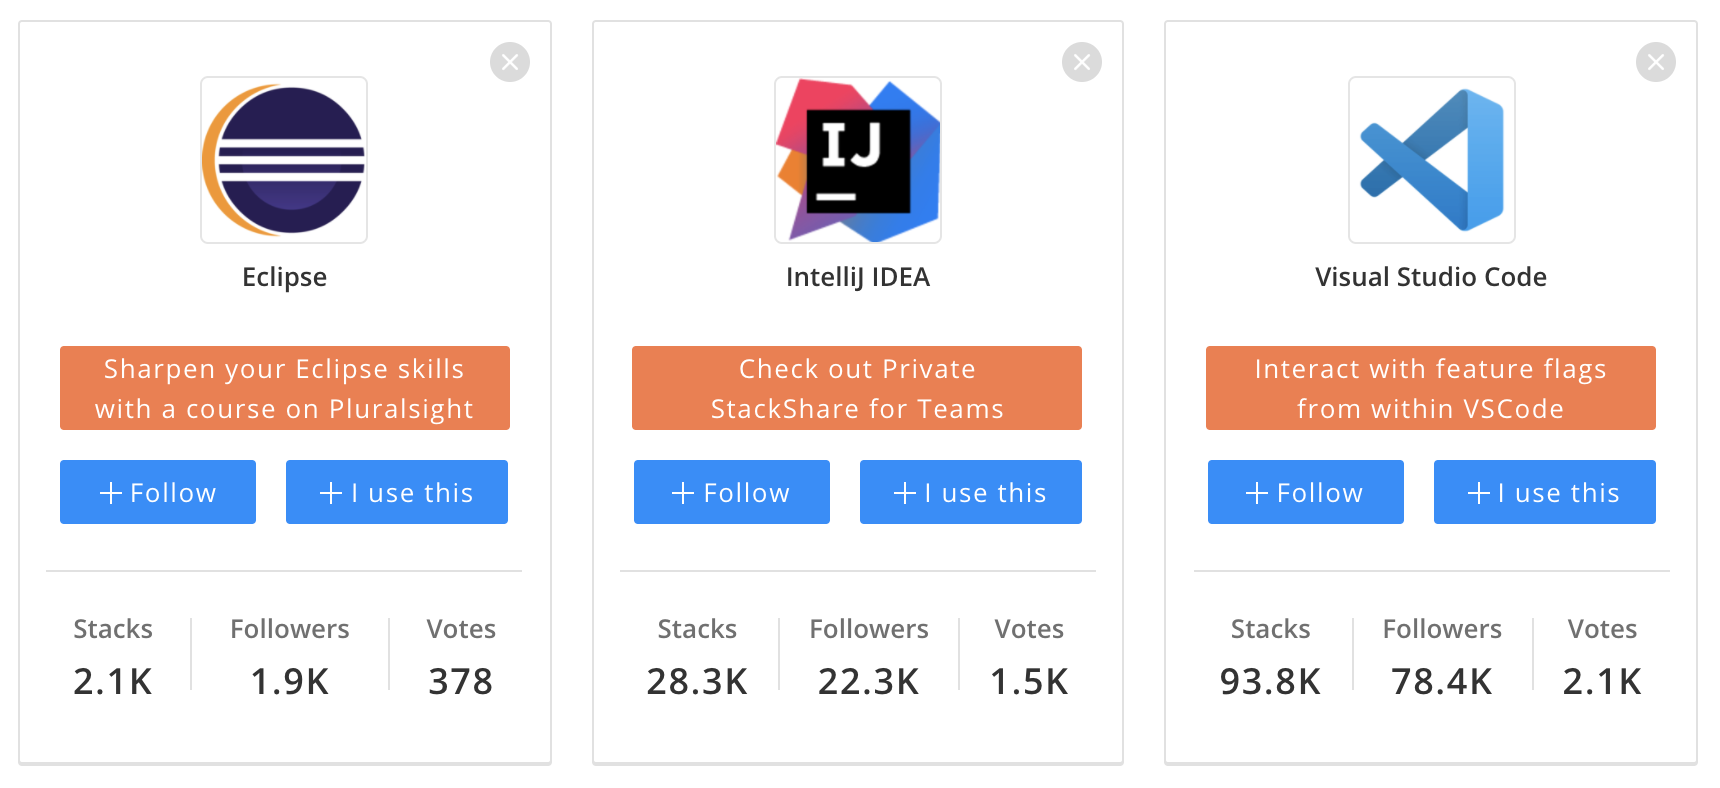 IJ
Eclipse
Sharpen your Eclipse skills
with a course on Pluralsight
Follow
I use this
Stacks
Followers
Votes
2.1K
1.9K
378
IntelliJ IDEA
Check out Private
StackShare for Teams
Follow
I use this
Stacks
Followers
Votes
28.3K
22.3K
1.5K
Visual Studio Code
Interact with feature flags
from within VSCode
Follow
I use this
Stacks
Followers
Votes
93.8K
78.4K
2.1K